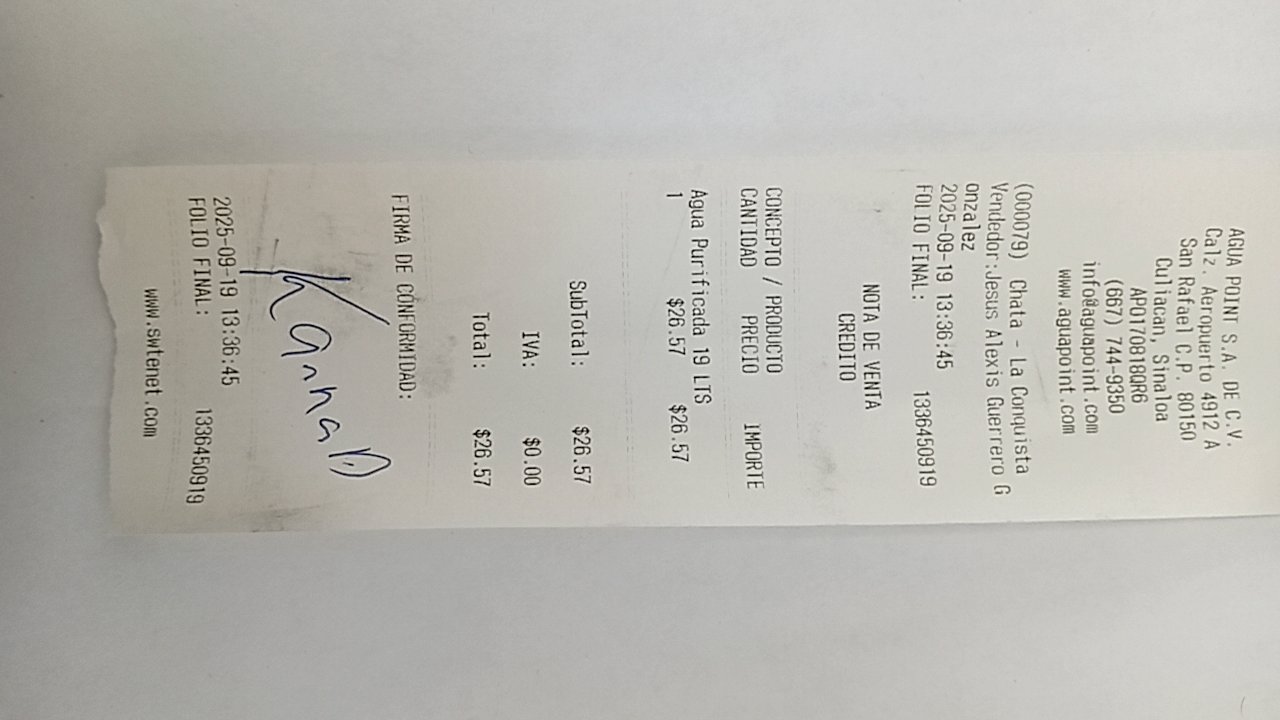 AGUA POINT S.A. DE C.V.
Calz. Aeropuerto 4912 A
San Rafael C.P. 80150
Culiacan, Sinaloa
APO170818QR6
(667) 744-9350
info@aguapoint.com
www.aguapoint.com
(000079) Chata - La Conquista
Vendedor:Jesus Alexis Guerrero G
onzalez
2025-09-19 13:36:45
FOLIO FINAL: 1336450919
NOTA DE VENTA
CREDITO
CONCEPTO / PRODUCTO
CANTIDAD PRECIO IMPORTE
Agua Purificada 19 LTS
1 $26.57 $26.57
SubTotal: $26.57
IVA: $0.00
Total: $26.57
FIRMA DE CONFORMIDAD:
2025-09-19 13:36:45
FOLIO FINAL: 1336450919
www.swtenet.com